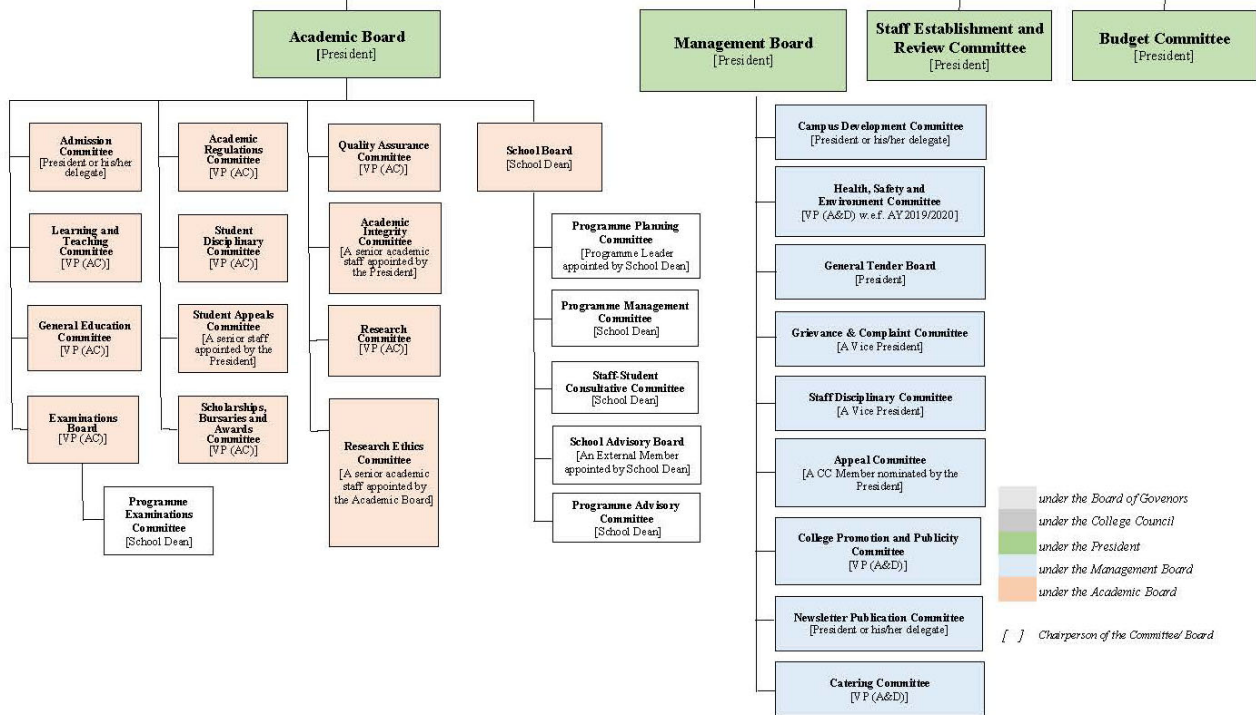 Academic Board
[President]
Management Board
[President]
Staff Establishment and
Review Committee
[President]
Budget Committee
[President]
Admission
Committee
[President or his/her
delegate]
Learning and
Teaching
Committee
[VP (AC)]
General Education
Committee
[VP (AC)]
Examinations
Board
[VP (AC)]
Programme
Examinations
Committee
[School Dean]
Academic
Regulations
Committee
[VP (AC)]
Student
Disciplinary
Committee
[VP (AC)]
Student Appeals
Committee
[A senior staff
appointed by the
President]
Scholarships,
Bursaries and
Awards
Committee
[VP (AC)]
Quality Assurance
Committee
[VP (AC)]
Academic
Integrity
Committee
[A senior academic
staff appointed by
the President]
Research
Committee
[VP (AC)]
Research Ethics
Committee
[A senior academic
staff appointed by
the Academic Board]
School Board
[School Dean]
Programme Planning
Committee
[Programme Leader
appointed by School Dean]
Programme Management
Committee
[School Dean]
Staff-Student
Consultative Committee
[School Dean]
School Advisory Board
[An External Member
appointed by School Dean]
Programme Advisory
Committee
[School Dean]
Campus Development Committee
[President or his/her delegate]
Health, Safety and
Environment Committee
[VP (A&D) w.e.f. AY2019/2020]
General Tender Board
[President]
Grievance & Complaint Committee
[A Vice President]
Staff Disciplinary Committee
[A Vice President]
Appeal Committee
[A CC Member nominated by the
President]
College Promotion and Publicity
Committee
[VP (A&D)]
Newsletter Publication Committee
[President or his/her delegate]
Catering Committee
[VP (A&D)]
under the Board of Govenors
under the College Council
under the President
under the Management Board
under the Academic Board
[ ] Chairperson of the Committee/ Board